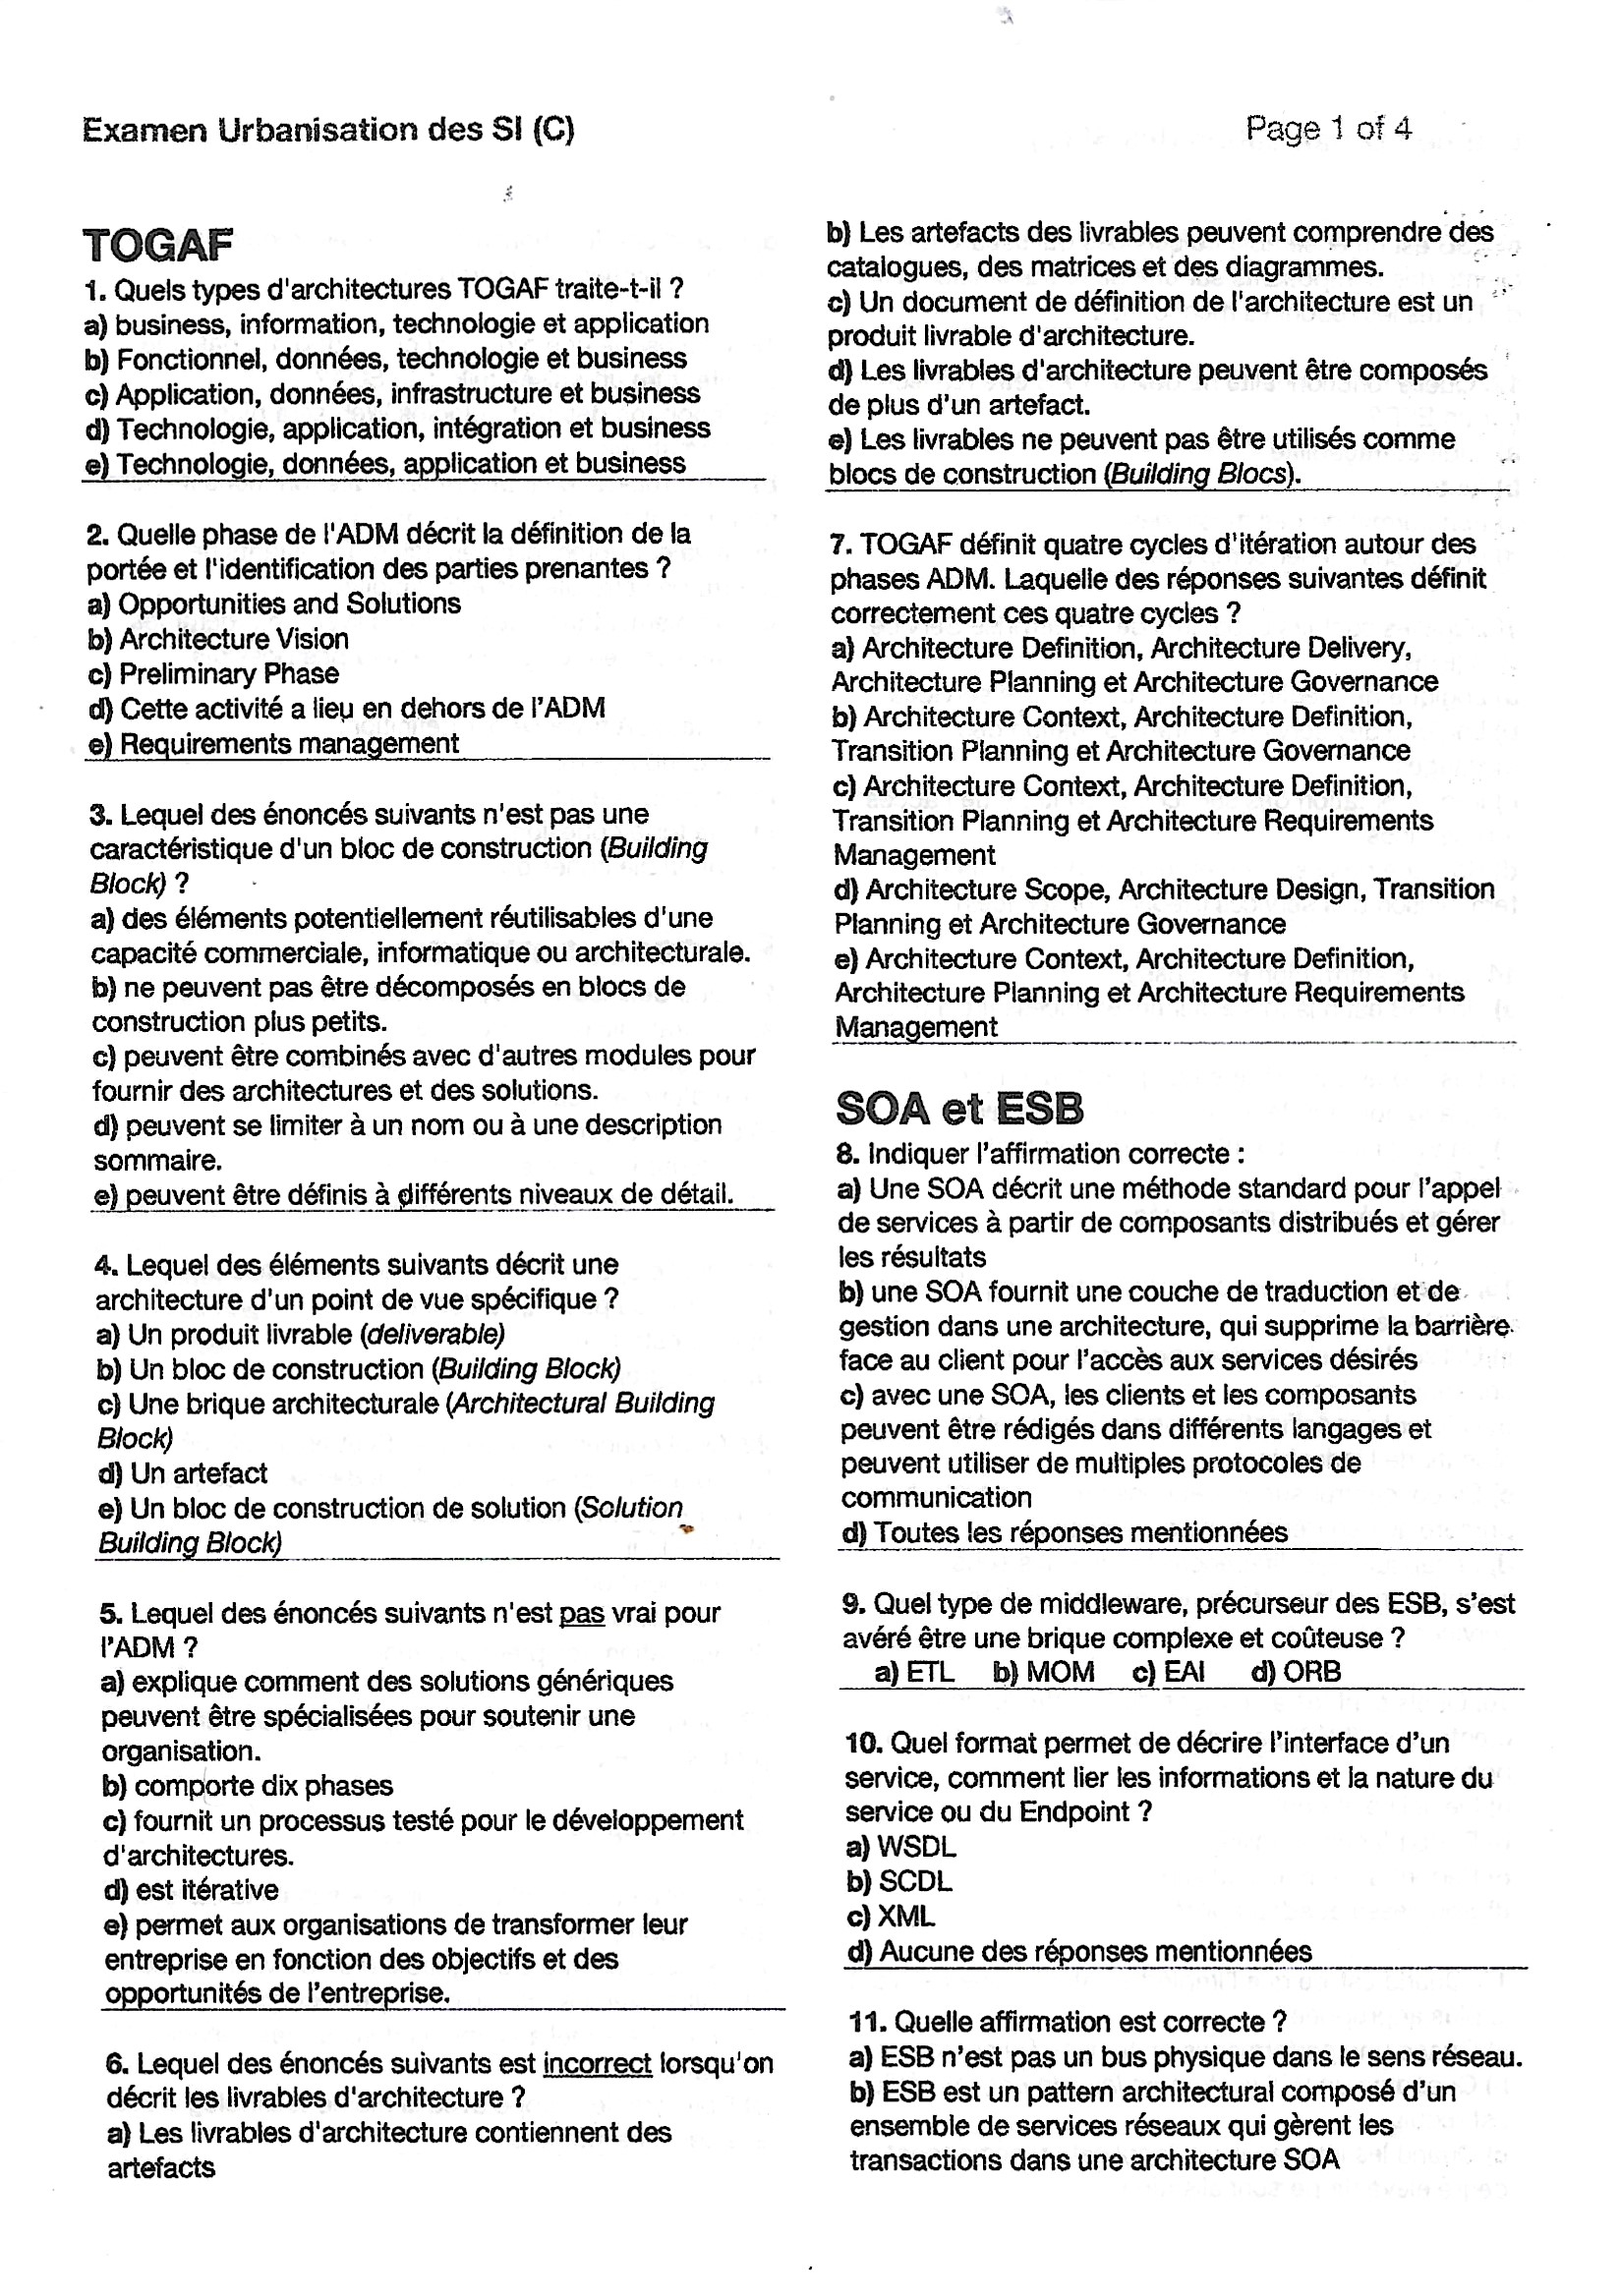 Examen Urbanisation des SI (C)
Page 1 of 4
TOGAF
1. Quels types d'architectures TOGAF traite-t-il ?
a) business, information, technologie et application
b) Fonctionnel, données, technologie et business
c) Application, données, infrastructure et business
d) Technologie, application, intégration et business
e) Technologie, données, application et business
2. Quelle phase de l'ADM décrit la définition de la
portée et l'identification des parties prenantes ?
a) Opportunities and Solutions
b) Architecture Vision
c) Preliminary Phase
d) Cette activité a lieu en dehors de l'ADM
e) Requirements management
3. Lequel des énoncés suivants n'est pas une
caractéristique d'un bloc de construction (Building
Block) ?
a) des éléments potentiellement réutilisables d'une
capacité commerciale, informatique ou architecturale.
b) ne peuvent pas être décomposés en blocs de
construction plus petits.
c) peuvent être combinés avec d'autres modules pour
fournir des architectures et des solutions.
d) peuvent se limiter à un nom ou à une description
sommaire.
e) peuvent être définis à différents niveaux de détail.
4. Lequel des éléments suivants décrit une
architecture d'un point de vue spécifique ?
a) Un produit livrable (deliverable)
b) Un bloc de construction (Building Block)
c) Une brique architecturale (Architectural Building
Block)
d) Un artefact
e) Un bloc de construction de solution (Solution
Building Block)
5. Lequel des énoncés suivants n'est pas vrai pour
l'ADM ?
a) explique comment des solutions génériques
peuvent être spécialisées pour soutenir une
organisation.
b) comporte dix phases
c) fournit un processus testé pour le développement
d'architectures.
d) est itérative
e) permet aux organisations de transformer leur
entreprise en fonction des objectifs et des
opportunités de l'entreprise.
6. Lequel des énoncés suivants est incorrect lorsqu'on
décrit les livrables d'architecture ?
a) Les livrables d'architecture contiennent des
artefacts
b) Les artefacts des livrables peuvent comprendre des
catalogues, des matrices et des diagrammes.
c) Un document de définition de l'architecture est un
produit livrable d'architecture.
d) Les livrables d'architecture peuvent être composés
de plus d'un artefact.
e) Les livrables ne peuvent pas être utilisés comme
blocs de construction (Building Blocs).
7. TOGAF définit quatre cycles d'itération autour des
phases ADM. Laquelle des réponses suivantes définit
correctement ces quatre cycles ?
a) Architecture Definition, Architecture Delivery,
Architecture Planning et Architecture Governance
b) Architecture Context, Architecture Definition,
Transition Planning et Architecture Governance
c) Architecture Context, Architecture Definition,
Transition Planning et Architecture Requirements
Management
d) Architecture Scope, Architecture Design, Transition
Planning et Architecture Governance
e) Architecture Context, Architecture Definition,
Architecture Planning et Architecture Requirements
Management
SOA et ESB
8. Indiquer l'affirmation correcte :
a) Une SOA décrit une méthode standard pour l'appel
de services à partir de composants distribués et gérer
les résultats
b) une SOA fournit une couche de traduction et de
gestion dans une architecture, qui supprime la barrière
face au client pour l'accès aux services désirés
c) avec une SOA, les clients et les composants
peuvent être rédigés dans différents langages et
peuvent utiliser de multiples protocoles de
communication
d) Toutes les réponses mentionnées
9. Quel type de middleware, précurseur des ESB, s'est
avéré être une brique complexe et coûteuse ?
a) ETL b) MOM c) EAI d) ORB
10. Quel format permet de décrire l'interface d'un
service, comment lier les informations et la nature du
service ou du Endpoint ?
a) WSDL
b) SCDL
c) XML
d) Aucune des réponses mentionnées
11. Quelle affirmation est correcte ?
a) ESB n'est pas un bus physique dans le sens réseau.
b) ESB est un pattern architectural composé d'un
ensemble de services réseaux qui gèrent les
transactions dans une architecture SOA